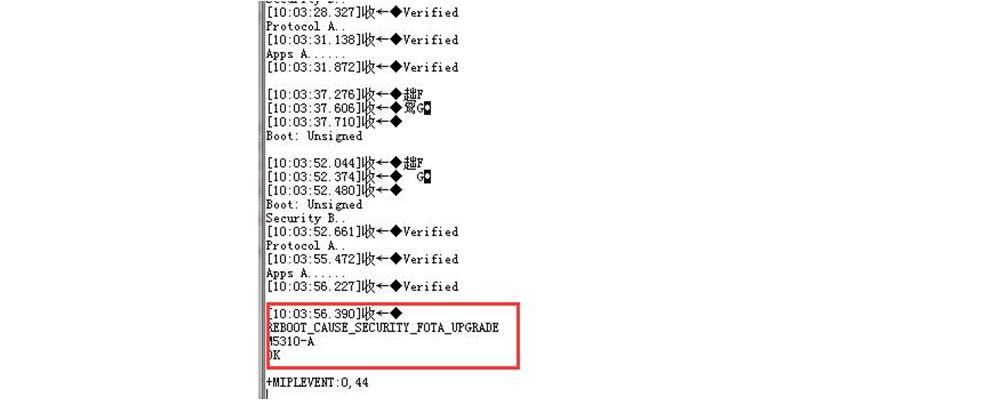 [10:03:28.327]收←◆Verified
Protocol A..
[10:03:31.138]收←◆Verified
Apps A......
[10:03:31.872]收←◆Verified
[10:03:37.276]收←◆䎱F
[10:03:37.606]收←◆鴽G◘
[10:03:37.710]收←◆
Boot: Unsigned
[10:03:52.044]收←◆䎱F
[10:03:52.374]收←◆ G◘
[10:03:52.480]收←◆
Boot: Unsigned
Security B..
[10:03:52.661]收←◆Verified
Protocol A..
[10:03:55.472]收←◆Verified
Apps A......
[10:03:56.227]收←◆Verified
[10:03:56.390]收←◆
REBOOT_CAUSE_SECURITY_FOTA_UPGRADE
M5310-A
OK
+MIPLEVENT:0,44